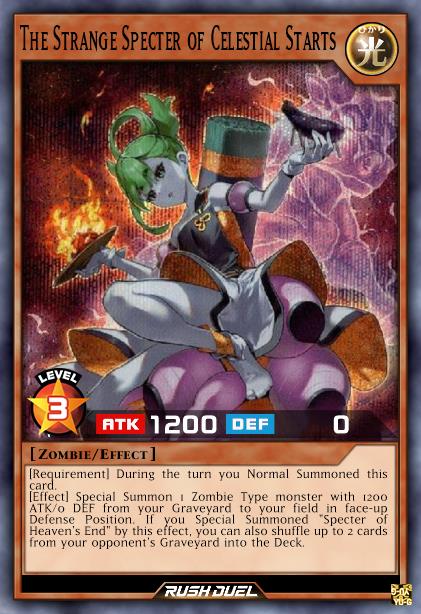 THE STRANGE SPECTER OF CELESTIAL STARTS
ひかり
光
LEVEL
3
ATK 1200 DEF 0
[ZOMBIE/EFFECT]
[Requirement] During the turn you Normal Summoned this
card.
[Effect] Special Summon 1 Zombie Type monster with 1200
ATK/0 DEF from your Graveyard to your field in face-up
Defense Position. If you Special Summoned "Specter of
Heaven's End" by this effect, you can also shuffle up to 2 cards
from your opponent's Graveyard into the Deck.
RUSH DUEL